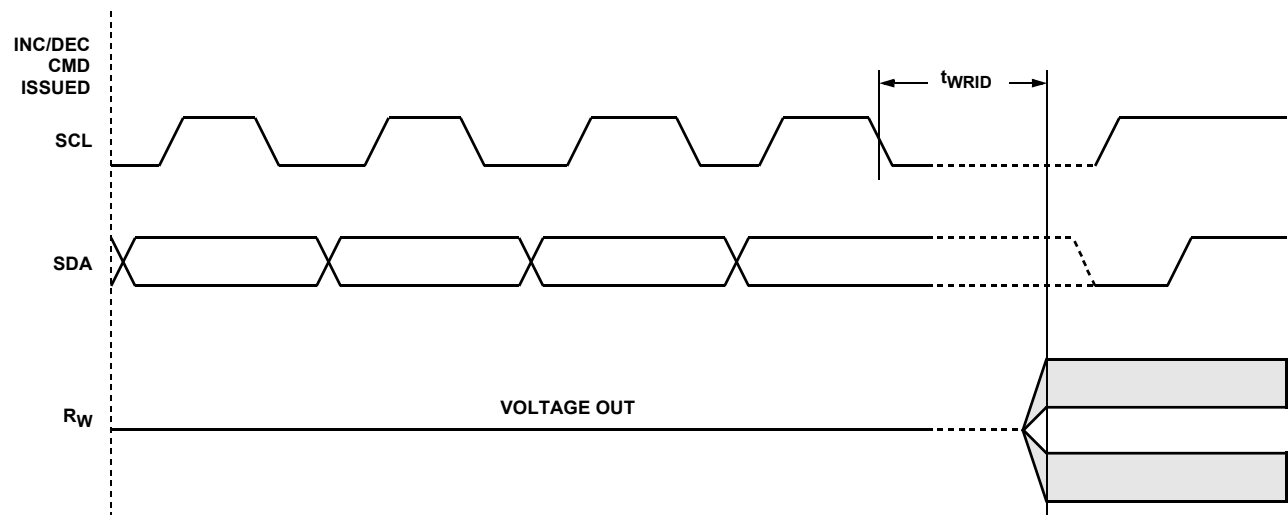 INC/DEC
CMD
ISSUED
tWRID
SCL
SDA
VOLTAGE OUT
RW